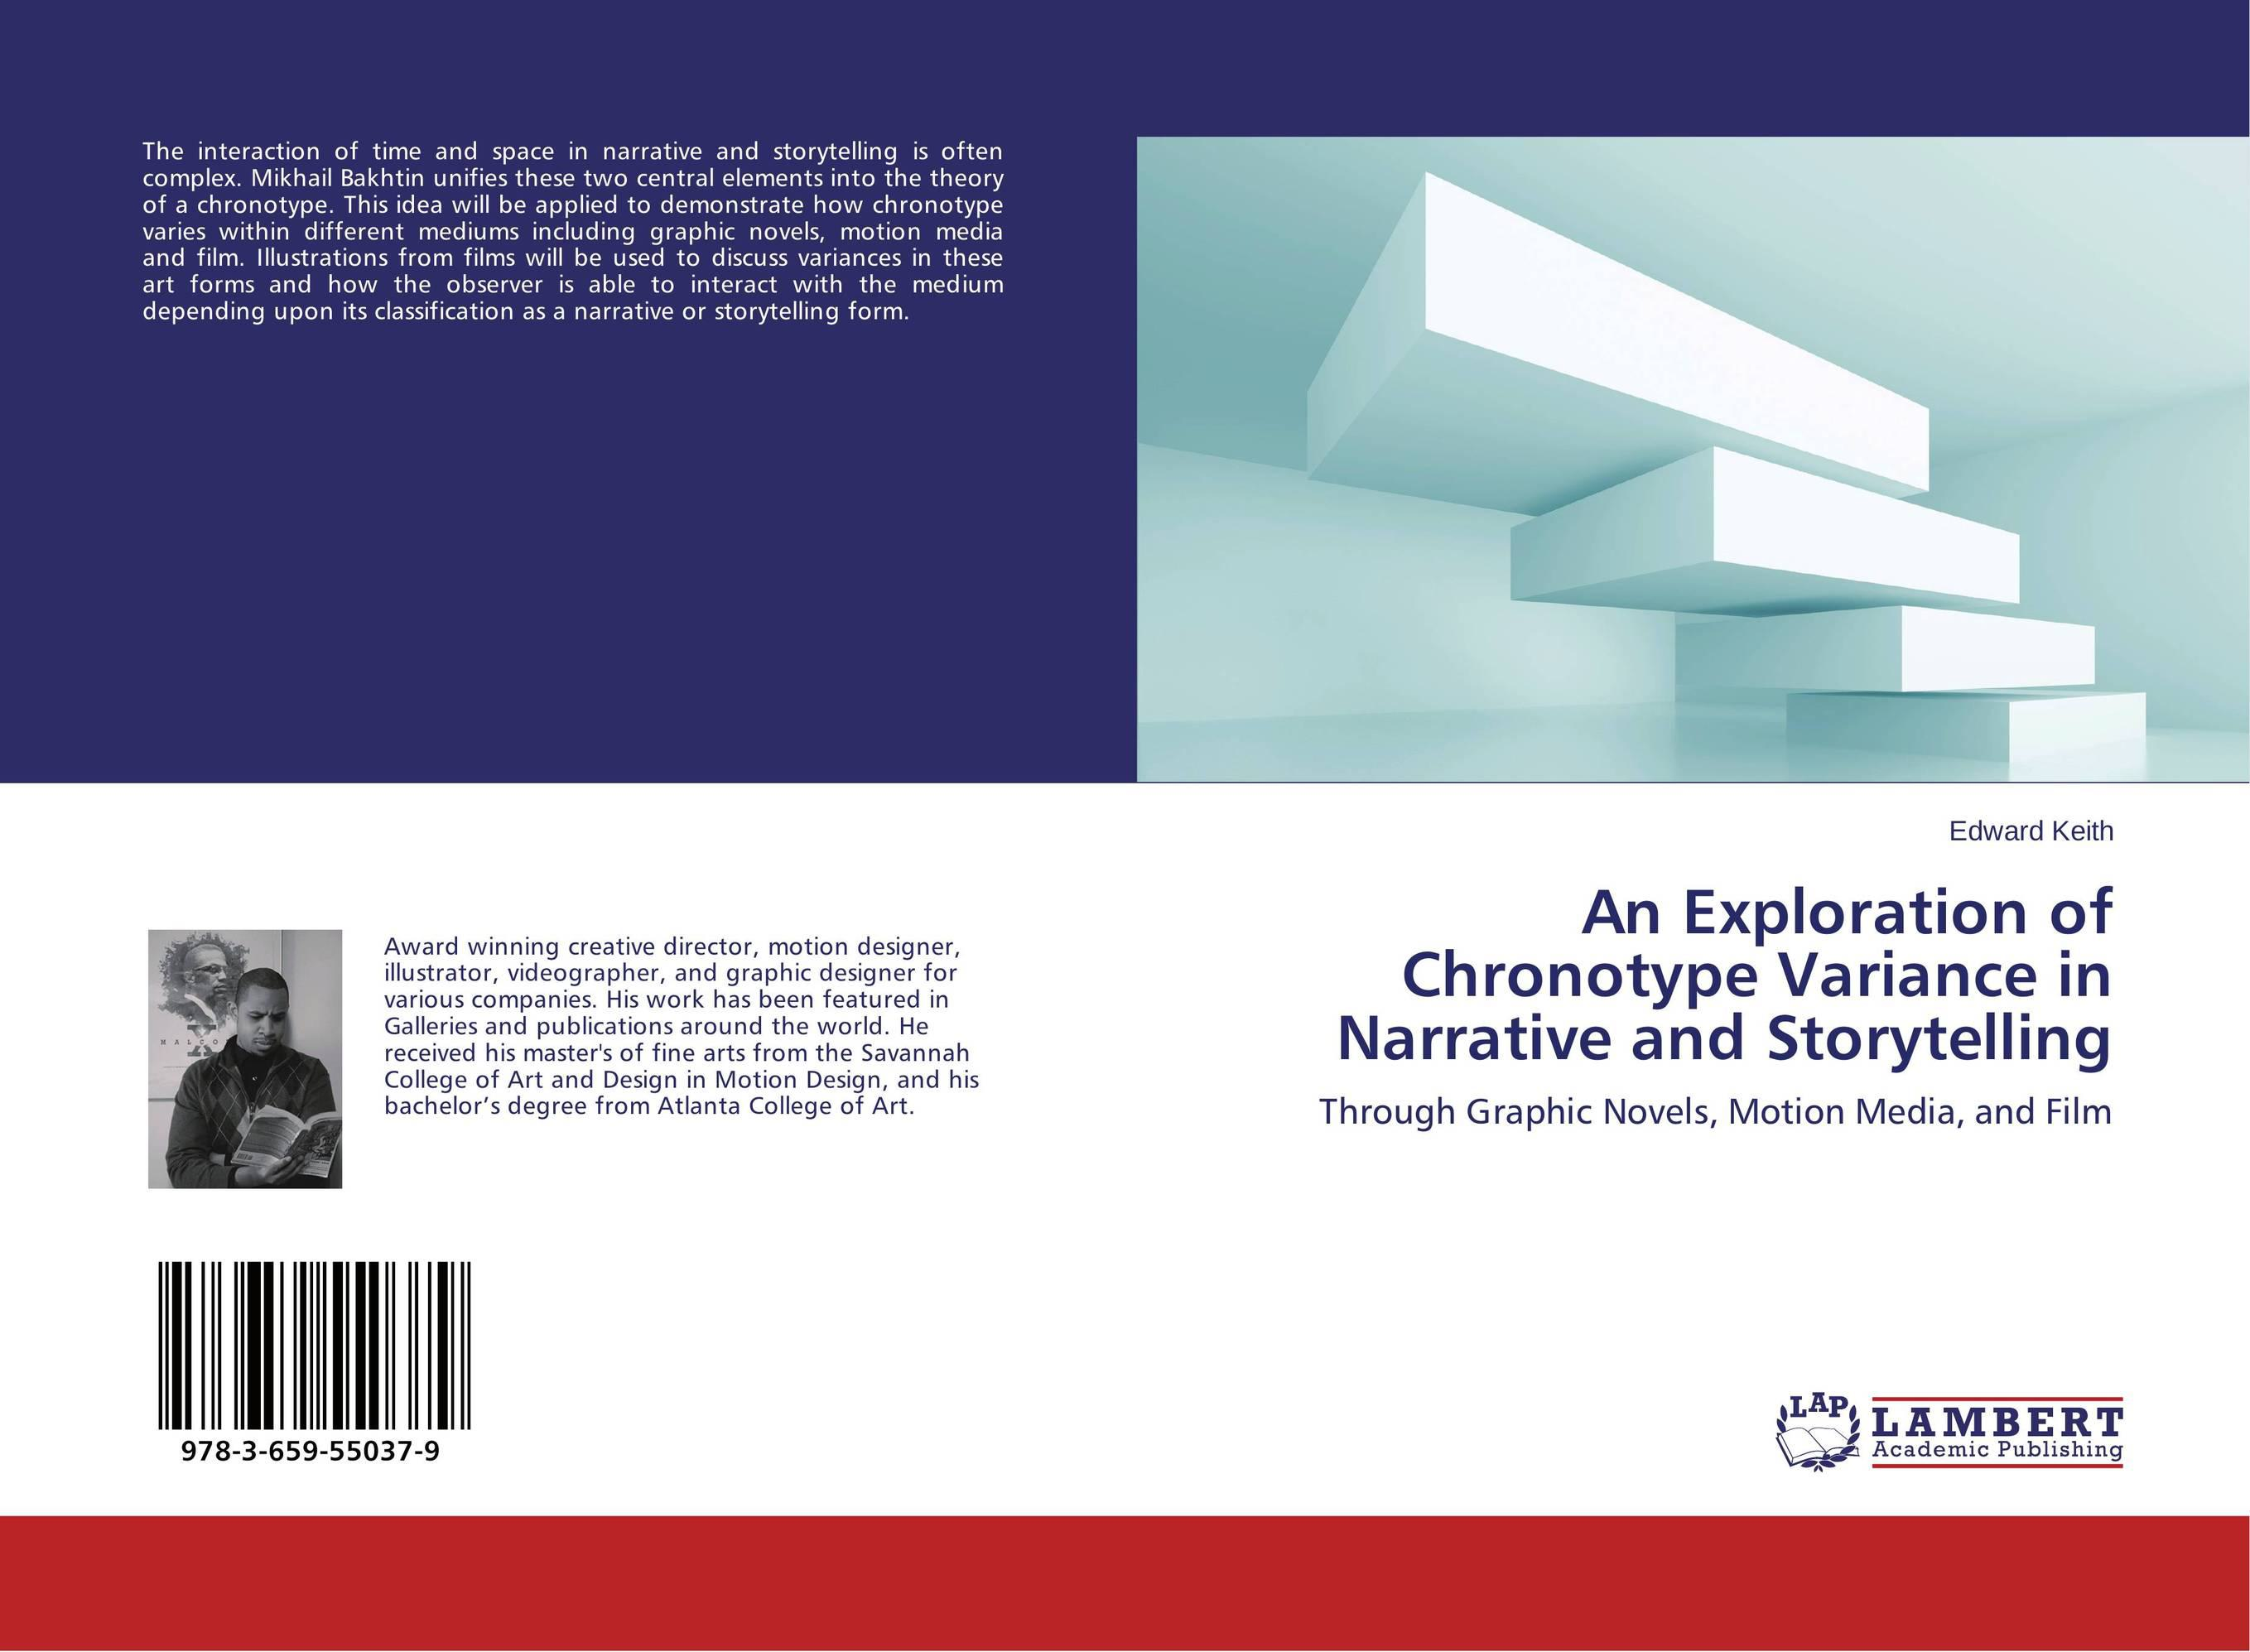 The interaction of time and space in narrative and storytelling is often
complex. Mikhail Bakhtin unifies these two central elements into the theory
of a chronotype. This idea will be applied to demonstrate how chronotype
varies within different mediums including graphic novels, motion media
and film. Illustrations from films will be used to discuss variances in these
art forms and how the observer is able to interact with the medium
depending upon its classification as a narrative or storytelling form.
Award winning creative director, motion designer,
illustrator, videographer, and graphic designer for
various companies. His work has been featured in
Galleries and publications around the world. He
received his master's of fine arts from the Savannah
College of Art and Design in Motion Design, and his
bachelor’s degree from Atlanta College of Art.
X
MALCO
978-3-659-55037-9
Edward Keith
An Exploration of
Chronotype Variance in
Narrative and Storytelling
Through Graphic Novels, Motion Media, and Film
LAP
LAMBERT
Academic Publishing